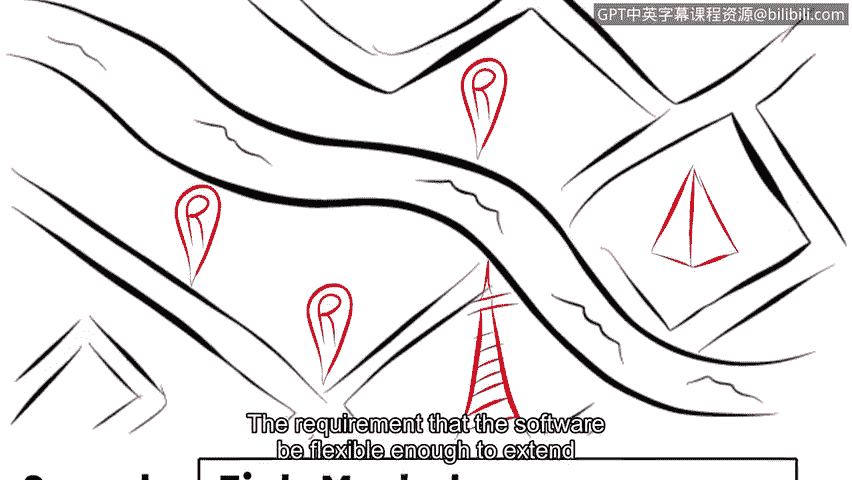 GPT中英字幕课程资源@bilibili.com
R
R
R
The requirement that the software
be flexible enough to extend